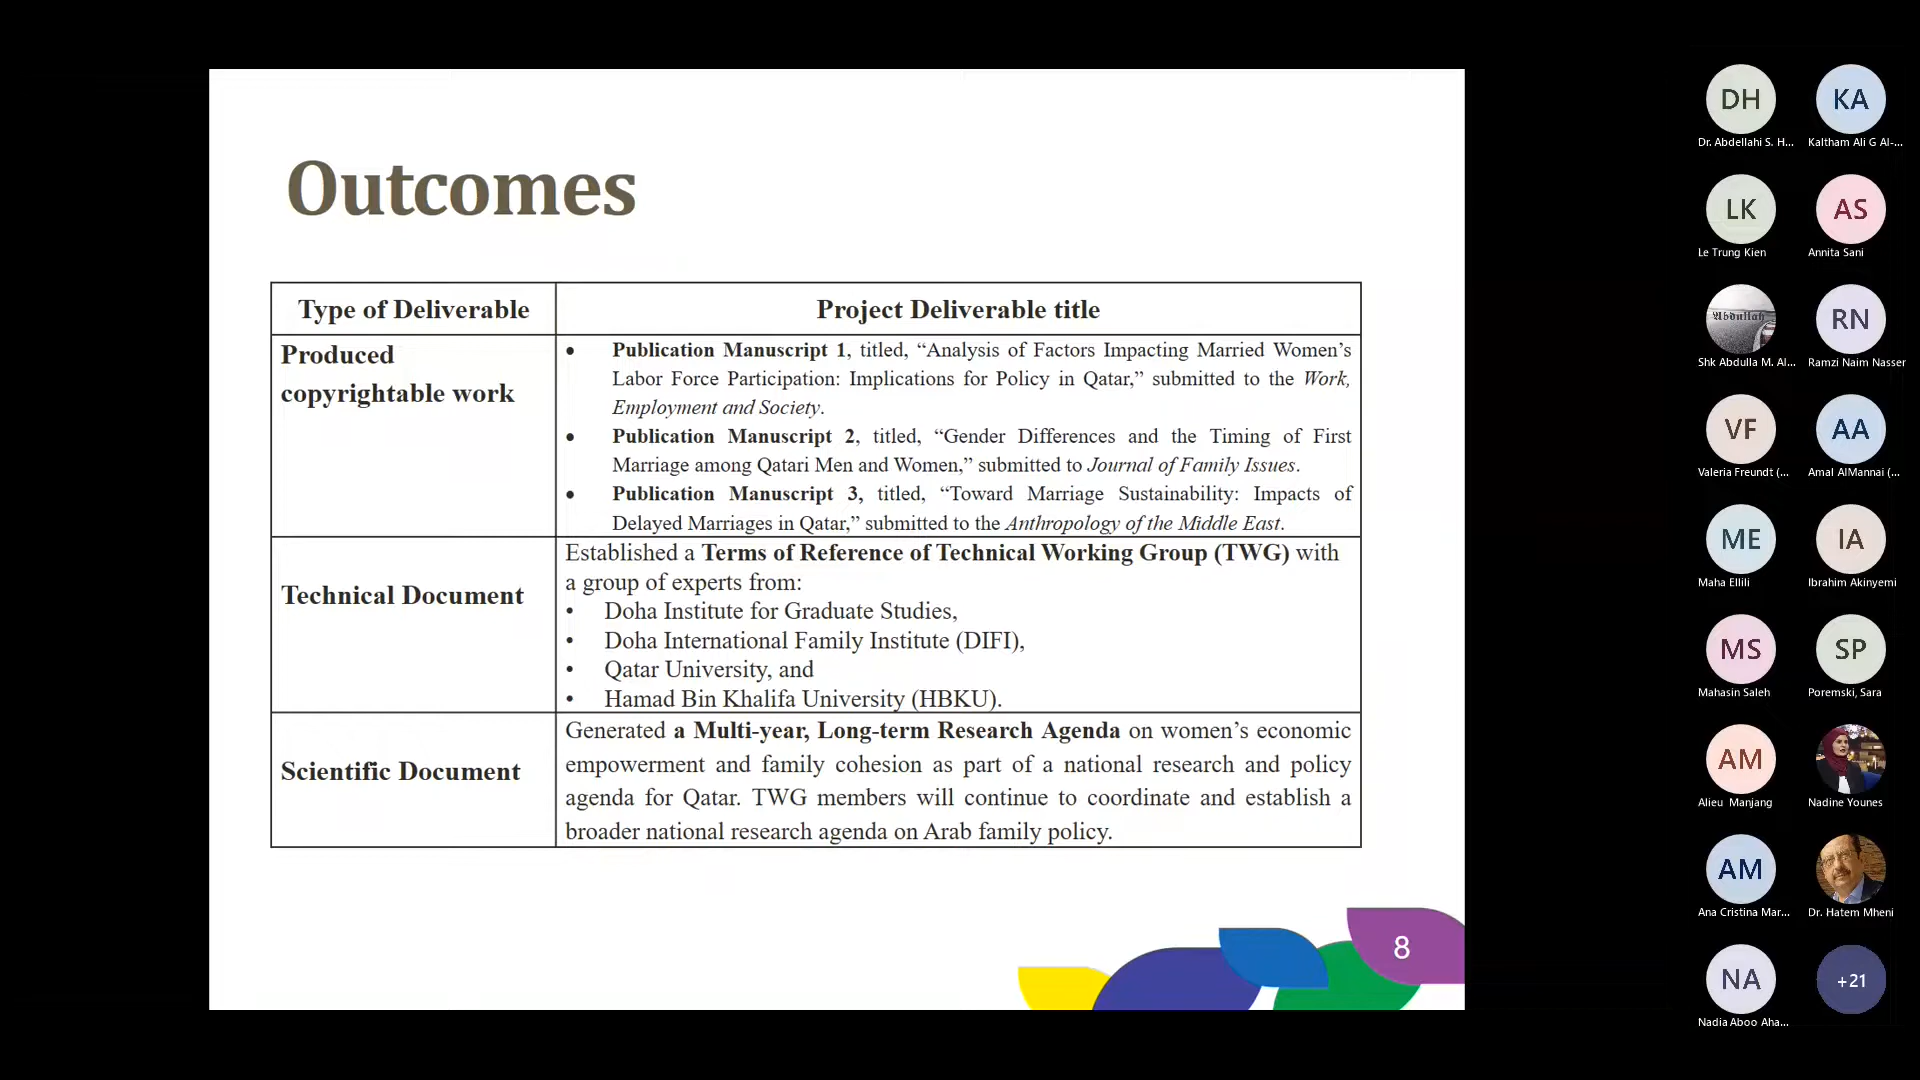 Outcomes
Type of Deliverable
Project Deliverable title
Produced
copyrightable work
• Publication Manuscript 1, titled, “Analysis of Factors Impacting Married Women’s
Labor Force Participation: Implications for Policy in Qatar,” submitted to the Work,
Employment and Society.
• Publication Manuscript 2, titled, “Gender Differences and the Timing of First
Marriage among Qatari Men and Women,” submitted to Journal of Family Issues.
• Publication Manuscript 3, titled, “Toward Marriage Sustainability: Impacts of
Delayed Marriages in Qatar,” submitted to the Anthropology of the Middle East.
Technical Document
Established a Terms of Reference of Technical Working Group (TWG) with
a group of experts from:
• Doha Institute for Graduate Studies,
• Doha International Family Institute (DIFI),
• Qatar University, and
• Hamad Bin Khalifa University (HBKU).
Scientific Document
Generated a Multi-year, Long-term Research Agenda on women’s economic
empowerment and family cohesion as part of a national research and policy
agenda for Qatar. TWG members will continue to coordinate and establish a
broader national research agenda on Arab family policy.
8
DH
Dr. Abdellahi S. H...
KA
Kaltham Ali G Al-...
LK
Le Trung Kien
AS
Annita Sani
Abdullah
Shk Abdulla M. Al...
RN
Ramzi Naim Nasser
VF
Valeria Freundt (...
AA
Amal AlMannai (...
ME
Maha Ellili
IA
Ibrahim Akinyemi
MS
Mahasin Saleh
SP
Poremski, Sara
AM
Alieu Manjang
Nadine Younes
AM
Ana Cristina Mar...
Dr. Hatem Mheni
NA
Nadia Aboo Aha...
+21